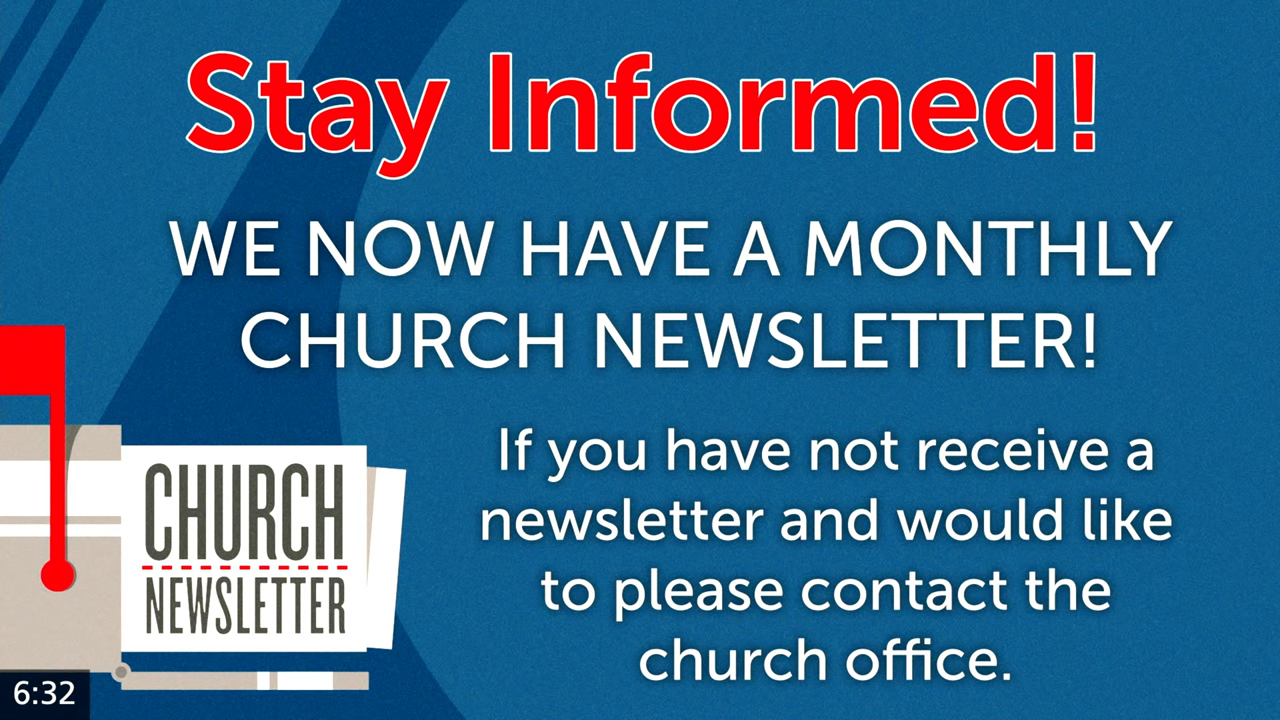 Stay Informed!
WE NOW HAVE A MONTHLY
CHURCH NEWSLETTER!
If you have not receive a
newsletter and would like
to please contact the
church office.
CHURCH
NEWSLETTER
6:32